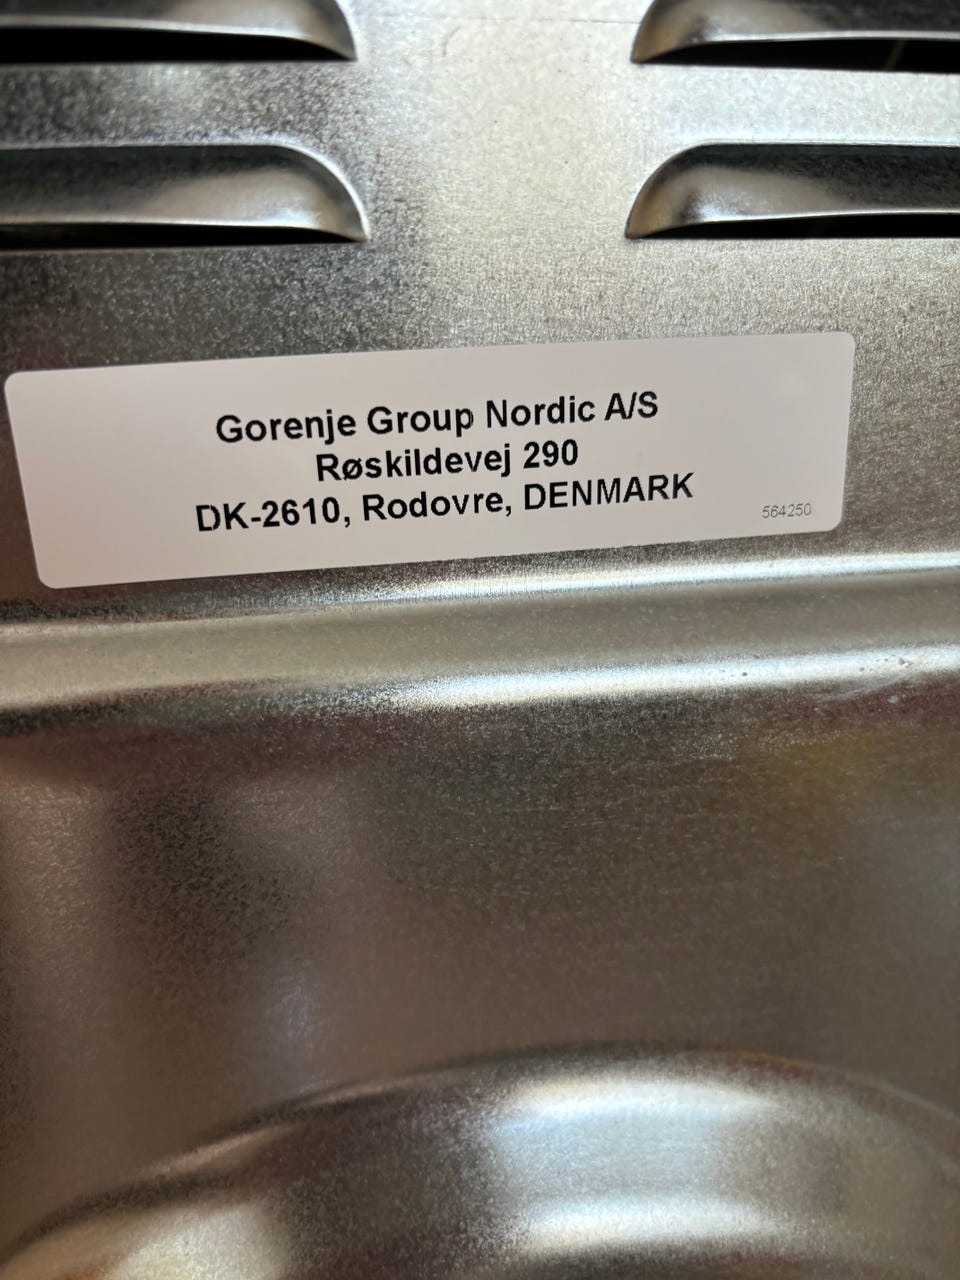 Gorenje Group Nordic A/S
Røskildevej 290
DK-2610, Rodovre, DENMARK
564250